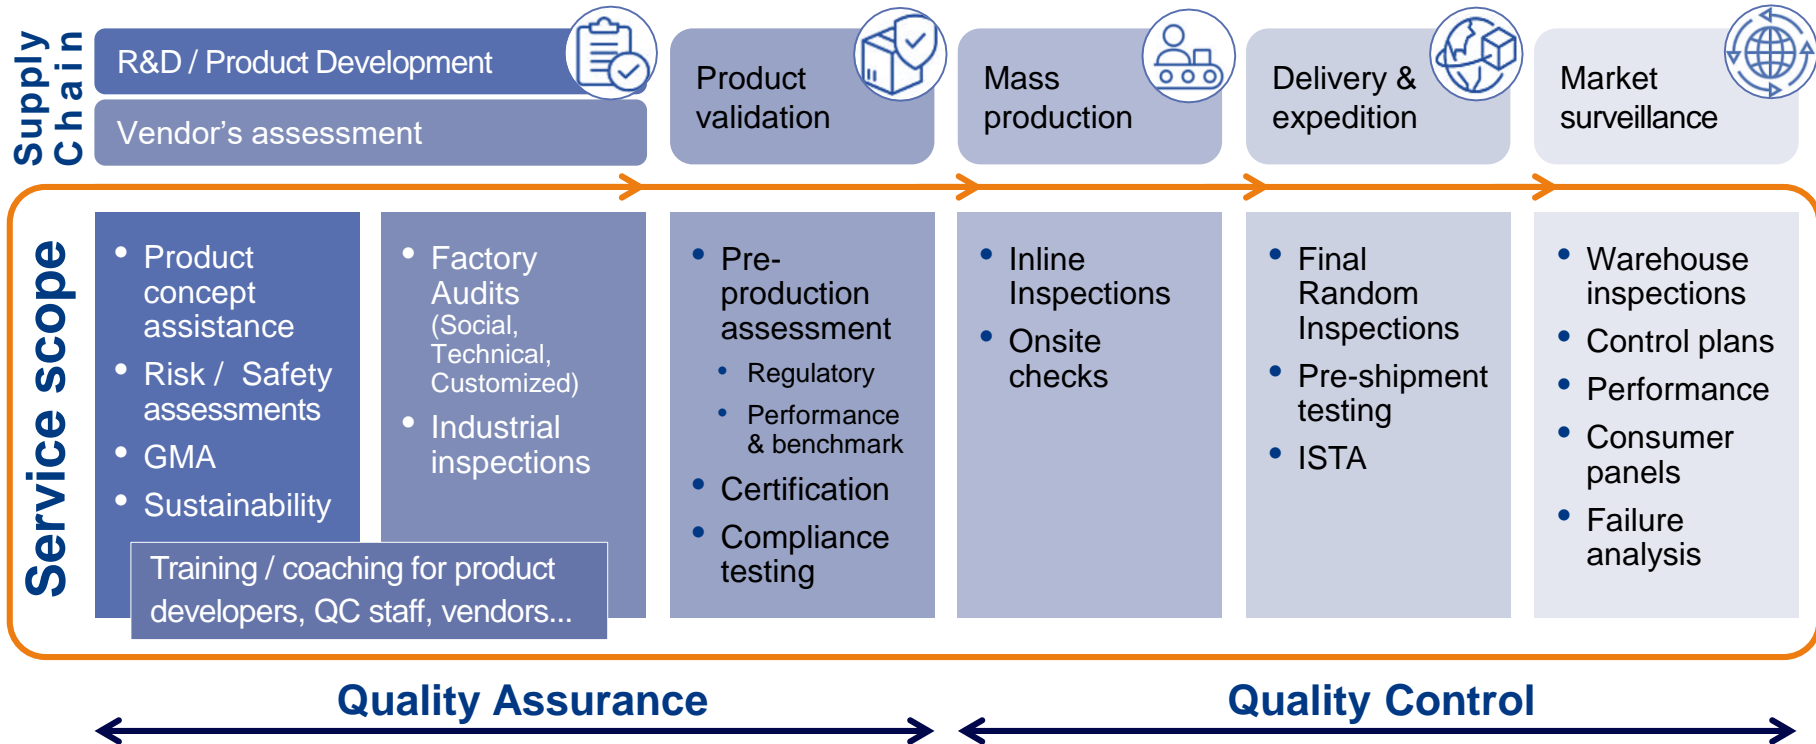 Supply
Chain
R&D / Product Development
Vendor’s assessment
Product
validation
Mass
production
Delivery &
expedition
Market
surveillance
Service scope
• Product
concept
assistance
• Risk / Safety
assessments
• GMA
• Sustainability
• Factory
Audits
(Social,
Technical,
Customized)
• Industrial
inspections
Training / coaching for product
developers, QC staff, vendors...
• Pre-
production
assessment
• Regulatory
• Performance
& benchmark
• Certification
• Compliance
testing
• Inline
Inspections
• Onsite
checks
• Final
Random
Inspections
• Pre-shipment
testing
• ISTA
• Warehouse
inspections
• Control plans
• Performance
• Consumer
panels
• Failure
analysis
Quality Assurance
Quality Control